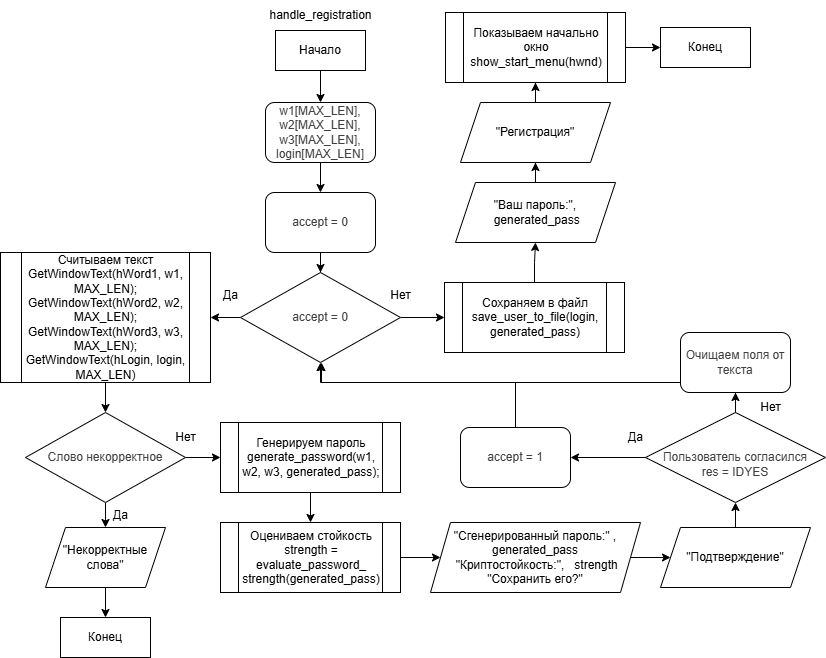 handle_registration
Начало
w1[MAX_LEN],
w2[MAX_LEN],
w3[MAX_LEN],
login[MAX_LEN]
accept = 0
accept = 0
Да
Нет
Считываем текст
GetWindowText(hWord1, w1,
MAX_LEN);
GetWindowText(hWord2, w2,
MAX_LEN);
GetWindowText(hWord3, w3,
MAX_LEN);
GetWindowText(hLogin, login,
MAX_LEN)
Сохраняем в файл
save_user_to_file(login,
generated_pass)
"Ваш пароль:",
generated_pass
"Регистрация"
Показываем начально
окно
show_start_menu(hwnd)
Конец
Слово некорректное
Нет
Да
"Некорректные
слова"
Конец
Генерируем пароль
generate_password(w1,
w2, w3, generated_pass);
Оцениваем стойкость
strength =
evaluate_password_
strength(generated_pass)
"Сгенерированный пароль:" ,
generated_pass
"Криптостойкость:", strength
"Сохранить его?"
"Подтверждение"
Пользователь согласился
res = IDYES
Да
Нет
accept = 1
Очищаем поля от
текста